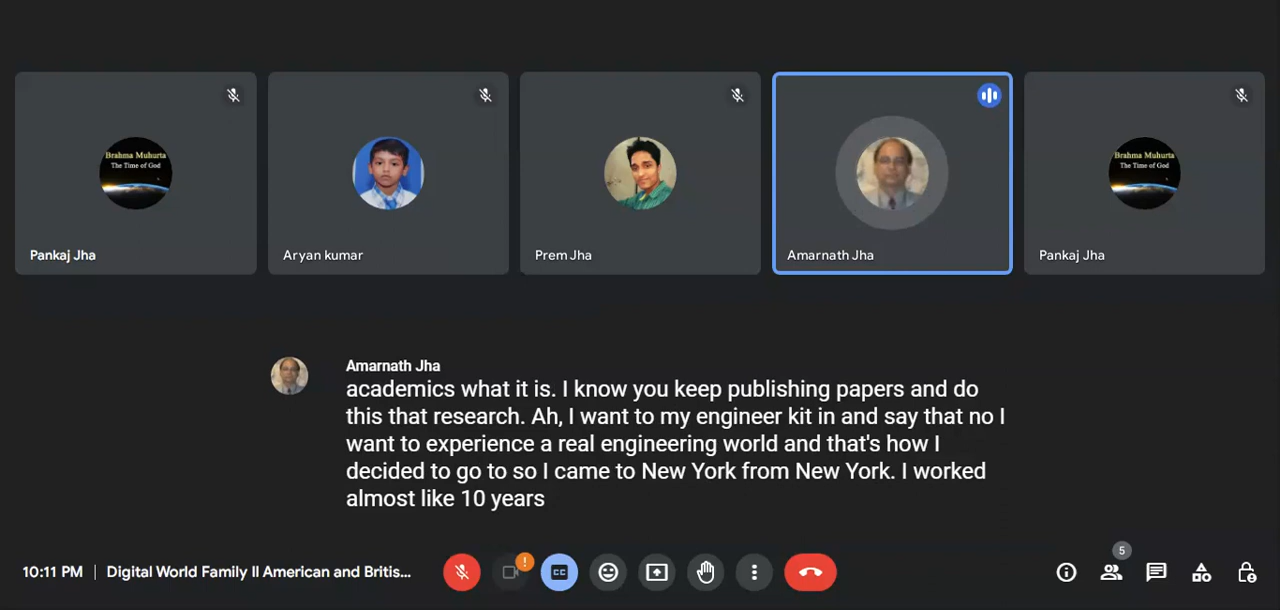 Brahma Muhurta
The Time of God
Pankaj Jha
Aryan kumar
Prem Jha
Amarnath Jha
Brahma Muhurta
The Time of God
Pankaj Jha
Amarnath Jha
academics what it is. I know you keep publishing papers and do
this that research. Ah, I want to my engineer kit in and say that no I
want to experience a real engineering world and that's how I
decided to go to so I came to New York from New York. I worked
almost like 10 years
10:11 PM | Digital World Family II American and Britis...
!
CC
5